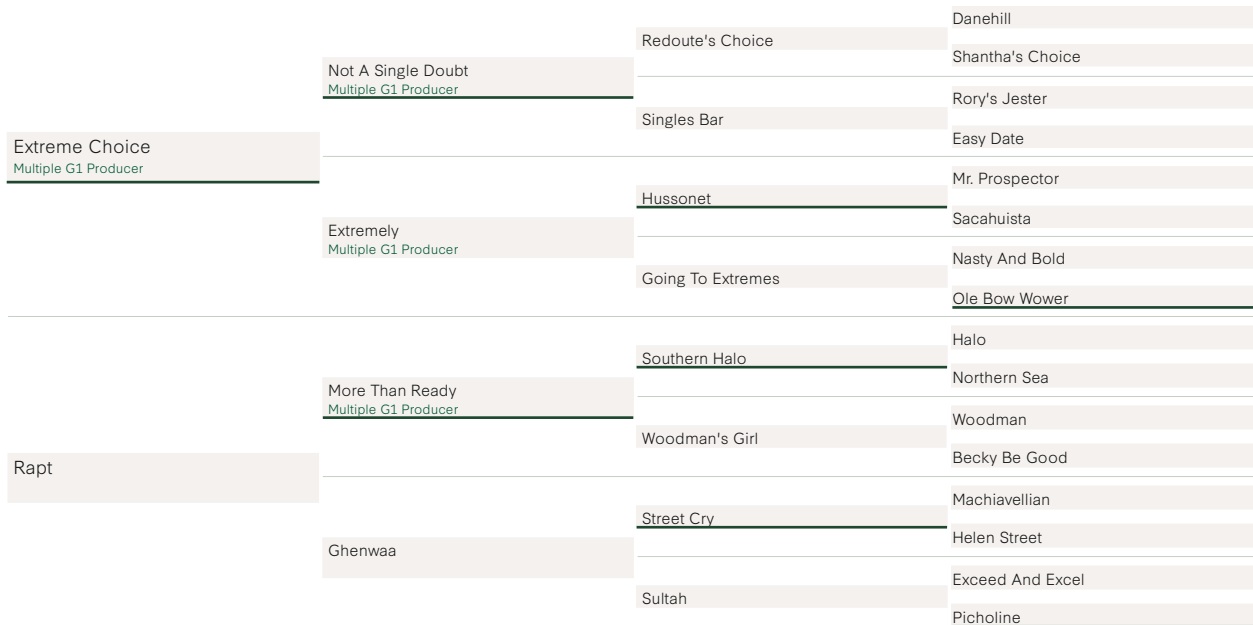 Extreme Choice
Multiple G1 Producer
Rapt
Not A Single Doubt
Multiple G1 Producer
Extremely
Multiple G1 Producer
More Than Ready
Multiple G1 Producer
Ghenwaa
Redoute's Choice
Singles Bar
Hussonet
Going To Extremes
Southern Halo
Woodman's Girl
Street Cry
Sultah
Danehill
Shantha's Choice
Rory's Jester
Easy Date
Mr. Prospector
Sacahuista
Nasty And Bold
Ole Bow Wower
Halo
Northern Sea
Woodman
Becky Be Good
Machiavellian
Helen Street
Exceed And Excel
Picholine